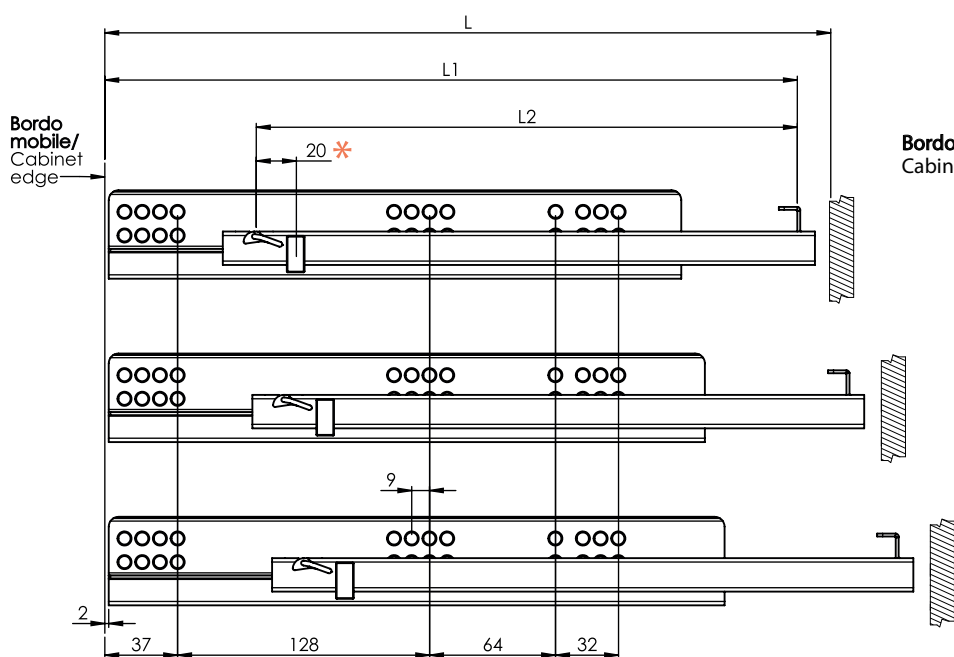 L
L1
L2
Bordo
mobile/
Cabinet
edge
20 *
Bordo
Cabin
9
2
37
128
64
32